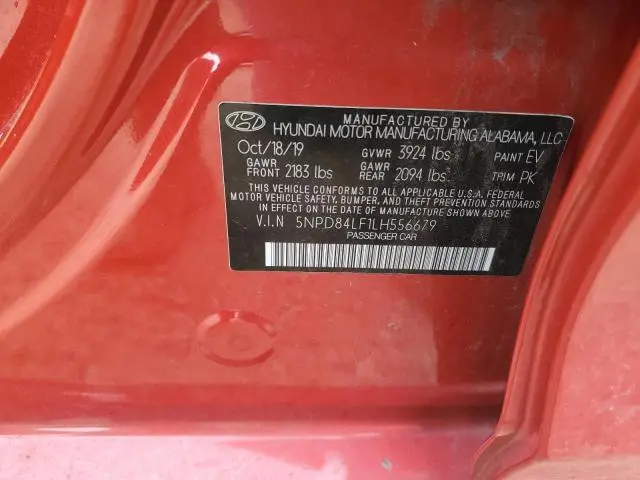 MANUFACTURED BY
HYUNDAI MOTOR MANUFACTURING ALABAMA, LLC
Oct/18/19 GVWR 3924 lbs PAINT EV
GAWR FRONT 2183 lbs GAWR REAR 2094 lbs TRIM PK
THIS VEHICLE CONFORMS TO ALL APPLICABLE U.S.A. FEDERAL
MOTOR VEHICLE SAFETY, BUMPER, AND THEFT PREVENTION STANDARDS
IN EFFECT ON THE DATE OF MANUFACTURE SHOWN ABOVE.
V.I.N 5NPD84LF1LH556679
PASSENGER CAR